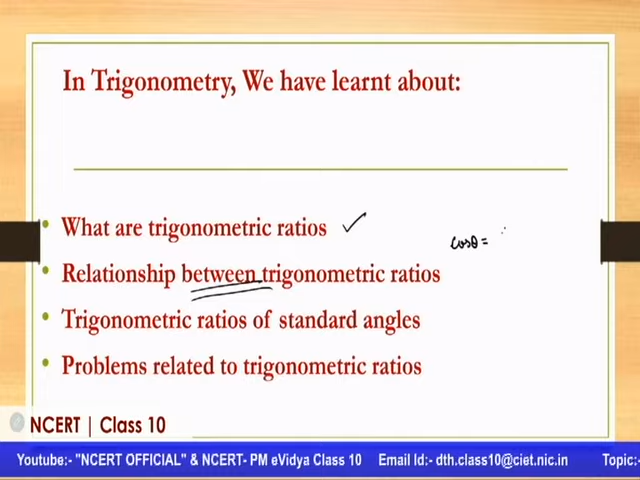 In Trigonometry, We have learnt about:
• What are trigonometric ratios ✓
cosθ =
• Relationship between trigonometric ratios
• Trigonometric ratios of standard angles
• Problems related to trigonometric ratios
NCERT | Class 10
Youtube:- "NCERT OFFICIAL" & NCERT- PM eVidya Class 10 Email Id:- dth.class10@ciet.nic.in Topic:-